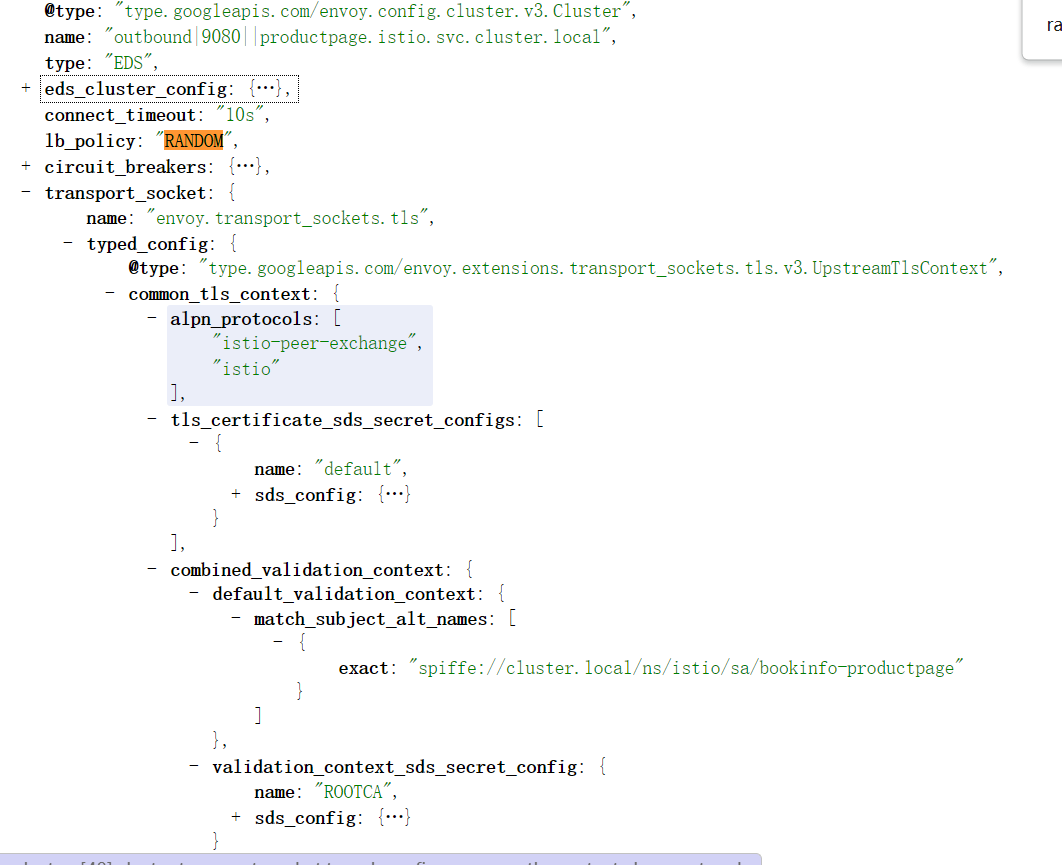 @type: "type.googleapis.com/envoy.config.cluster.v3.Cluster",
ra
name: "outbound|9080||productpage.istio.svc.cluster.local",
type: "EDS",
+ eds_cluster_config: {…},
connect_timeout: "10s",
lb_policy: "RANDOM",
+ circuit_breakers: {…},
- transport_socket: {
name: "envoy.transport_sockets.tls",
- typed_config: {
@type: "type.googleapis.com/envoy.extensions.transport_sockets.tls.v3.UpstreamTlsContext",
- common_tls_context: {
- alpn_protocols: [
"istio-peer-exchange",
"istio"
],
- tls_certificate_sds_secret_configs: [
- {
name: "default",
+ sds_config: {…}
}
],
- combined_validation_context: {
- default_validation_context: {
- match_subject_alt_names: [
- {
exact: "spiffe://cluster.local/ns/istio/sa/bookinfo-productpage"
}
]
},
- validation_context_sds_secret_config: {
name: "ROOTCA",
+ sds_config: {…}
}